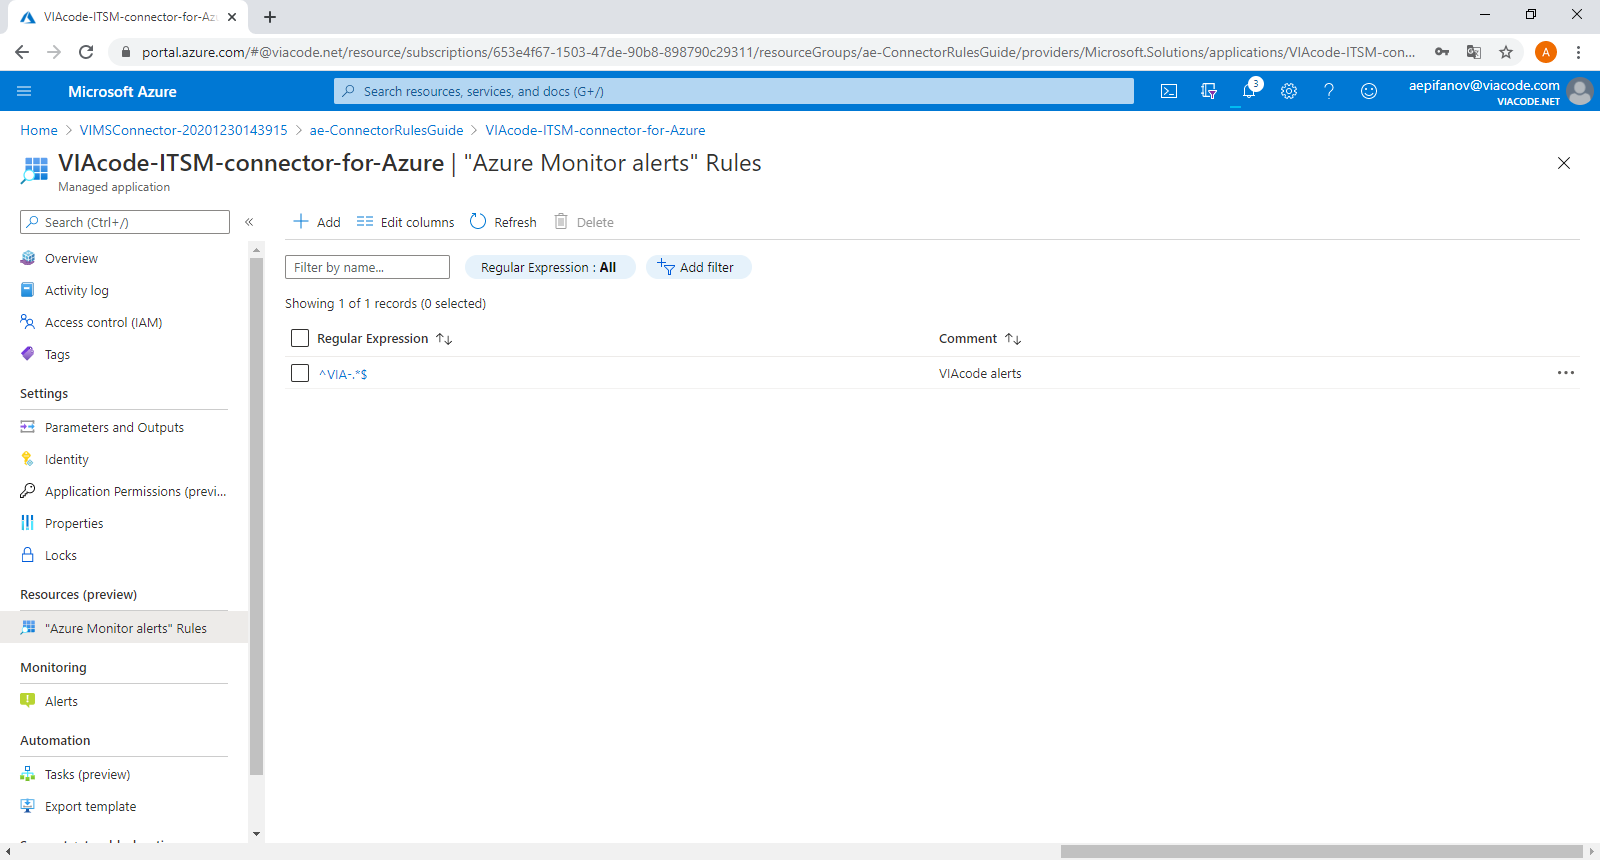 VIAcode-ITSM-connector-for-Az
portal.azure.com/#@viacode.net/resource/subscriptions/653e4f67-1503-47de-90b8-898790c29311/resourceGroups/ae-ConnectorRulesGuide/providers/Microsoft.Solutions/applications/VIAcode-ITSM-con...
A
Microsoft Azure
Search resources, services, and docs (G+/)
3
aepifanov@viacode.com
VIACODE.NET
Home > VIMSConnector-20201230143915 > ae-ConnectorRulesGuide > VIAcode-ITSM-connector-for-Azure
VIAcode-ITSM-connector-for-Azure | "Azure Monitor alerts" Rules
Managed application
Search (Ctrl+/)
«
Add
Edit columns
Refresh
Delete
Overview
Activity log
Access control (IAM)
Tags
Settings
Parameters and Outputs
Identity
Application Permissions (previ...
Properties
Locks
Resources (preview)
"Azure Monitor alerts" Rules
Monitoring
Alerts
Automation
Tasks (preview)
Export template
Filter by name...
Regular Expression : All
Add filter
Showing 1 of 1 records (0 selected)
Regular Expression ↑↓
Comment ↑↓
^VIA-.*$
VIAcode alerts
...